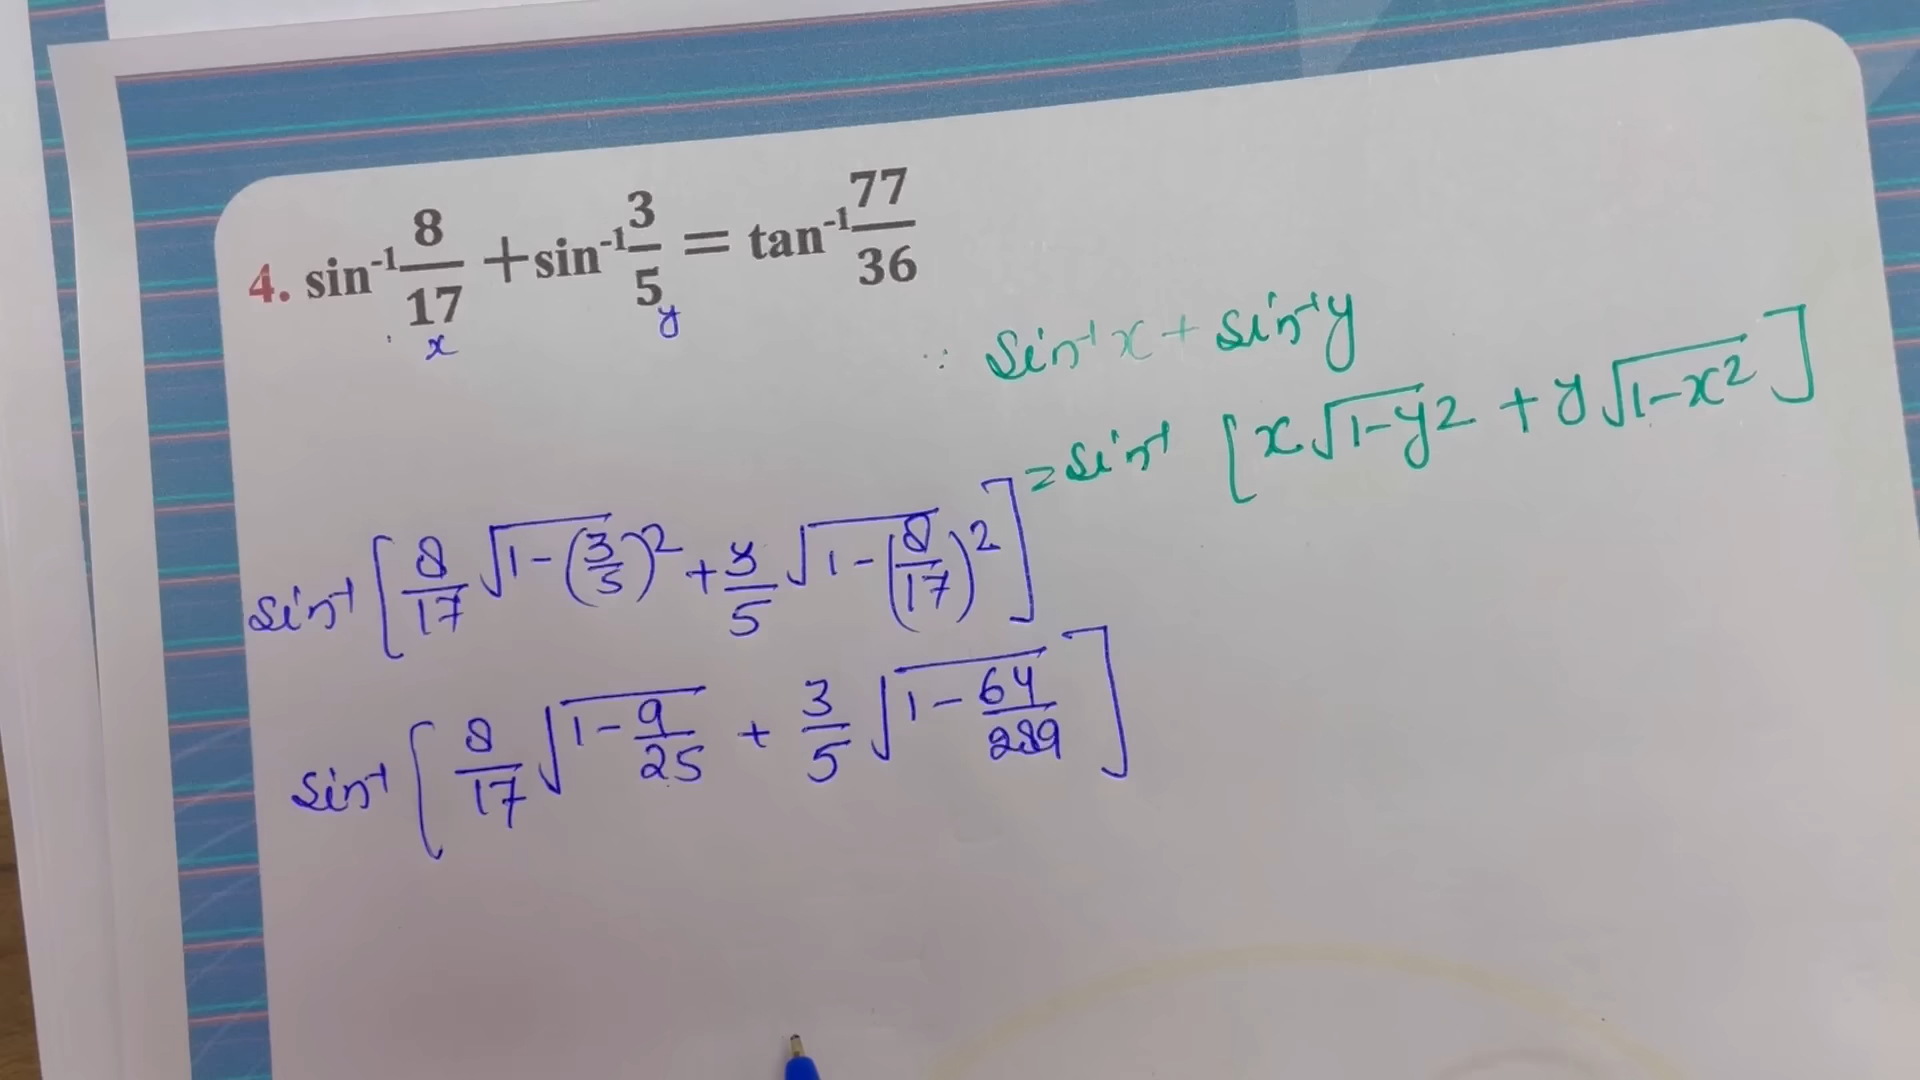 4. sin⁻¹ 8/17 + sin⁻¹ 3/5 = tan⁻¹ 77/36
x y
∵ sin⁻¹x + sin⁻¹y
= sin⁻¹ [x√(1-y²) + y√(1-x²)]
sin⁻¹ [8/17 √(1-(3/5)²) + 3/5 √(1-(8/17)²)]
sin⁻¹ [8/17 √(1-9/25) + 3/5 √(1-64/289)]